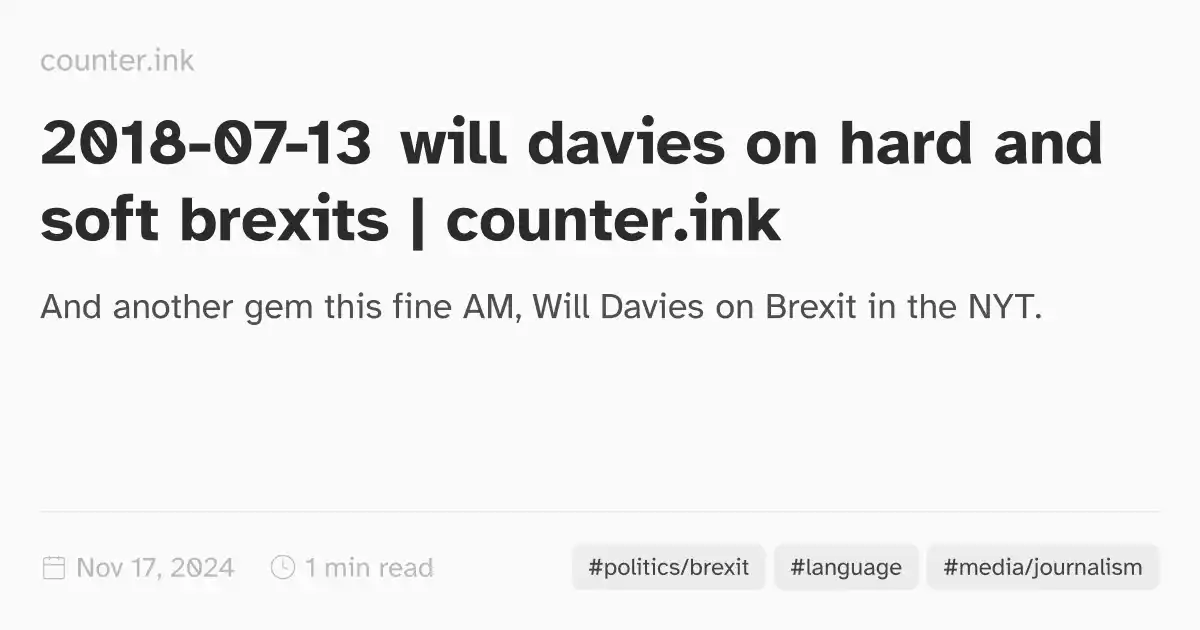 counter.ink
2018-07-13 will davies on hard and
soft brexits | counter.ink
And another gem this fine AM, Will Davies on Brexit in the NYT.
Nov 17, 2024 1 min read #politics/brexit #language #media/journalism